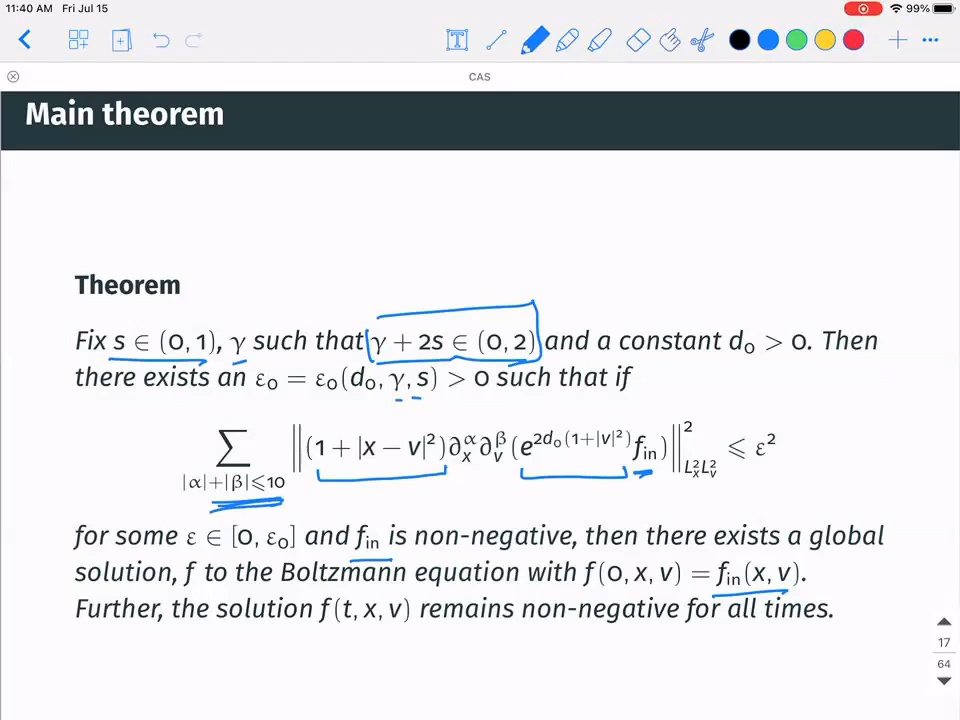 11:40 AM Fri Jul 15 99%
CAS
Main theorem
Theorem
Fix s ∈ (0, 1), γ such that γ + 2s ∈ (0, 2) and a constant d₀ > 0. Then
there exists an ε₀ = ε₀(d₀, γ, s) > 0 such that if
∑_{|α|+|β|⩽10} ‖(1 + |x − v|²)∂ₓ^α ∂ᵥ^β (e^{2d₀(1+|v|²)} f_in)‖²_{L²ₓL²ᵥ} ⩽ ε²
for some ε ∈ [0, ε₀] and f_in is non-negative, then there exists a global
solution, f to the Boltzmann equation with f(0, x, v) = f_in(x, v).
Further, the solution f(t, x, v) remains non-negative for all times.
17
64